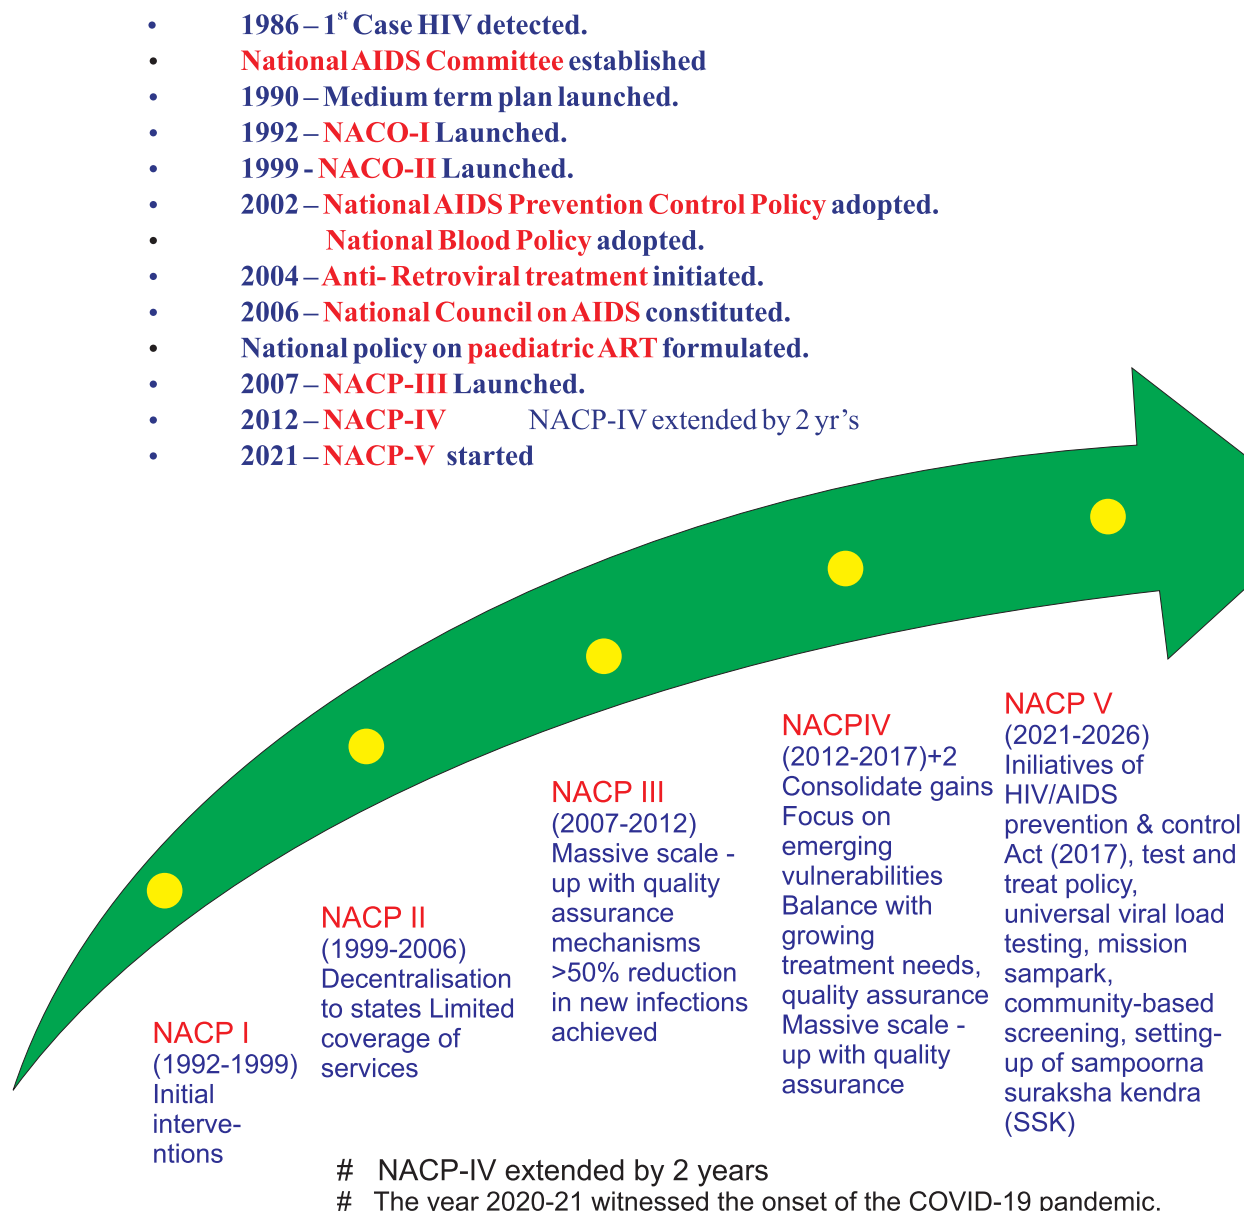 • 1986 – 1st Case HIV detected.
• National AIDS Committee established
• 1990 – Medium term plan launched.
• 1992 – NACO-I Launched.
• 1999 - NACO-II Launched.
• 2002 – National AIDS Prevention Control Policy adopted.
• National Blood Policy adopted.
• 2004 – Anti- Retroviral treatment initiated.
• 2006 – National Council on AIDS constituted.
• National policy on paediatric ART formulated.
• 2007 – NACP-III Launched.
• 2012 – NACP-IV NACP-IV extended by 2 yr's
• 2021 – NACP-V started
NACP I
(1992-1999)
Initial
interve-
ntions
NACP II
(1999-2006)
Decentralisation
to states Limited
coverage of
services
NACP III
(2007-2012)
Massive scale -
up with quality
assurance
mechanisms
>50% reduction
in new infections
achieved
NACPIV
(2012-2017)+2
Consolidate gains
Focus on
emerging
vulnerabilities
Balance with
growing
treatment needs,
quality assurance
Massive scale -
up with quality
assurance
NACP V
(2021-2026)
Iniliatives of
HIV/AIDS
prevention & control
Act (2017), test and
treat policy,
universal viral load
testing, mission
sampark,
community-based
screening, setting-
up of sampoorna
suraksha kendra
(SSK)
# NACP-IV extended by 2 years
# The year 2020-21 witnessed the onset of the COVID-19 pandemic.